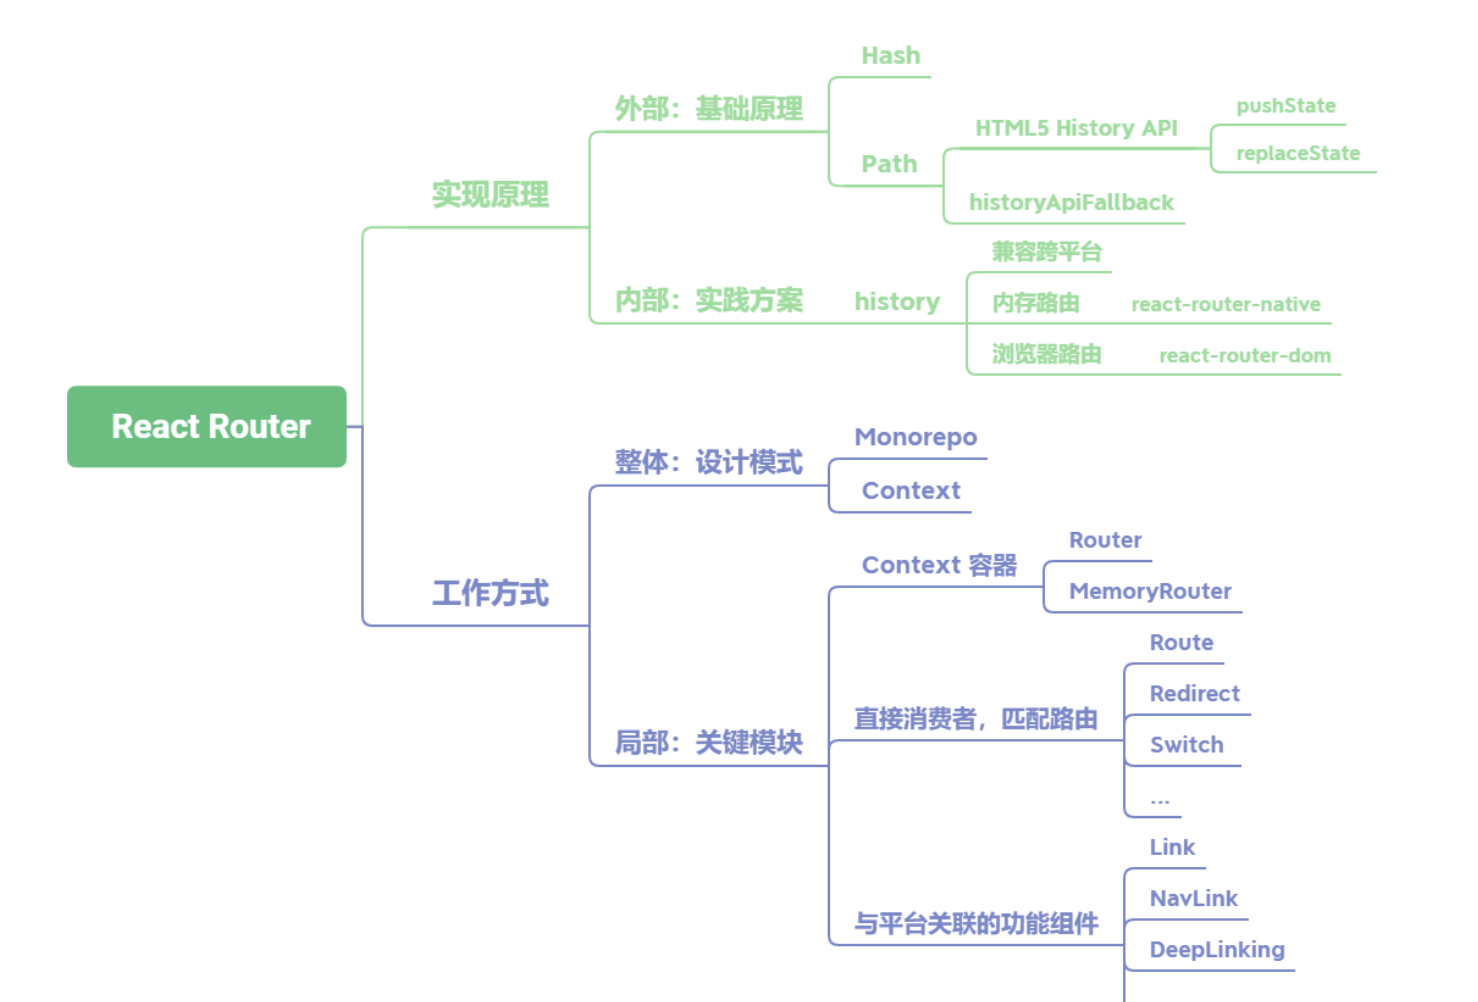 React Router
实现原理
外部：基础原理
Hash
Path
HTML5 History API
pushState
replaceState
historyApiFallback
内部：实践方案
history
兼容跨平台
内存路由
react-router-native
浏览器路由
react-router-dom
工作方式
整体：设计模式
Monorepo
Context
局部：关键模块
Context 容器
Router
MemoryRouter
直接消费者，匹配路由
Route
Redirect
Switch
...
与平台关联的功能组件
Link
NavLink
DeepLinking